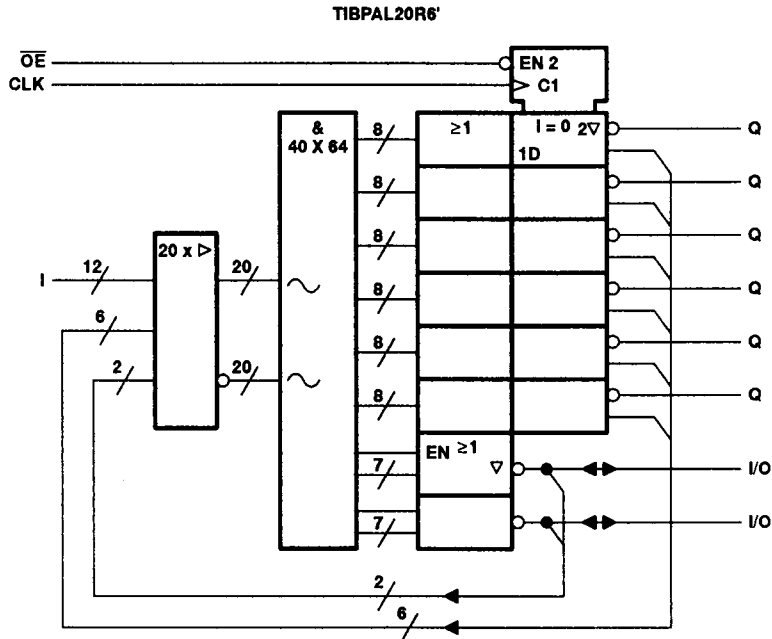 TIBPAL20R6'
OE
CLK
EN 2
C1
&
40 X 64
8
≥1
I = 0
2▽
1D
Q
8
Q
8
Q
20 x ▷
I
12
20
8
Q
6
8
Q
2
20
8
Q
EN
≥1
▽
7
I/O
7
I/O
2
6